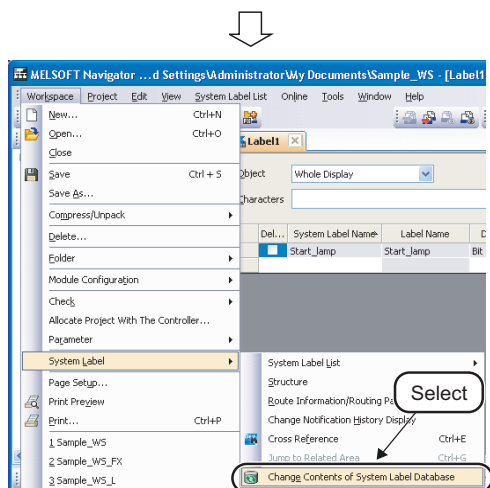 MELSOFT Navigator ...d Settings\Administrator\My Documents\Sample_WS - [Label1
Workspace Project Edit View System Label List Online Tools Window Help
New... Ctrl+N
Open... Ctrl+O
Close
Save Ctrl + S
Save As...
Compress/Unpack
Delete...
Folder
Module Configuration
Check
Allocate Project With The Controller...
Parameter
System Label
Page Setup...
Print Preview
Print... Ctrl+P
1 Sample_WS
2 Sample_WS_FX
3 Sample_WS_L
Label1
Object Whole Display
Characters
Del... System Label Name Label Name D
Start_lamp Start_lamp Bit
System Label List
Structure
Route Information/Routing Pa
Change Notification History Display
Cross Reference Ctrl+E
Jump to Related Area Ctrl+G
Change Contents of System Label Database
Select